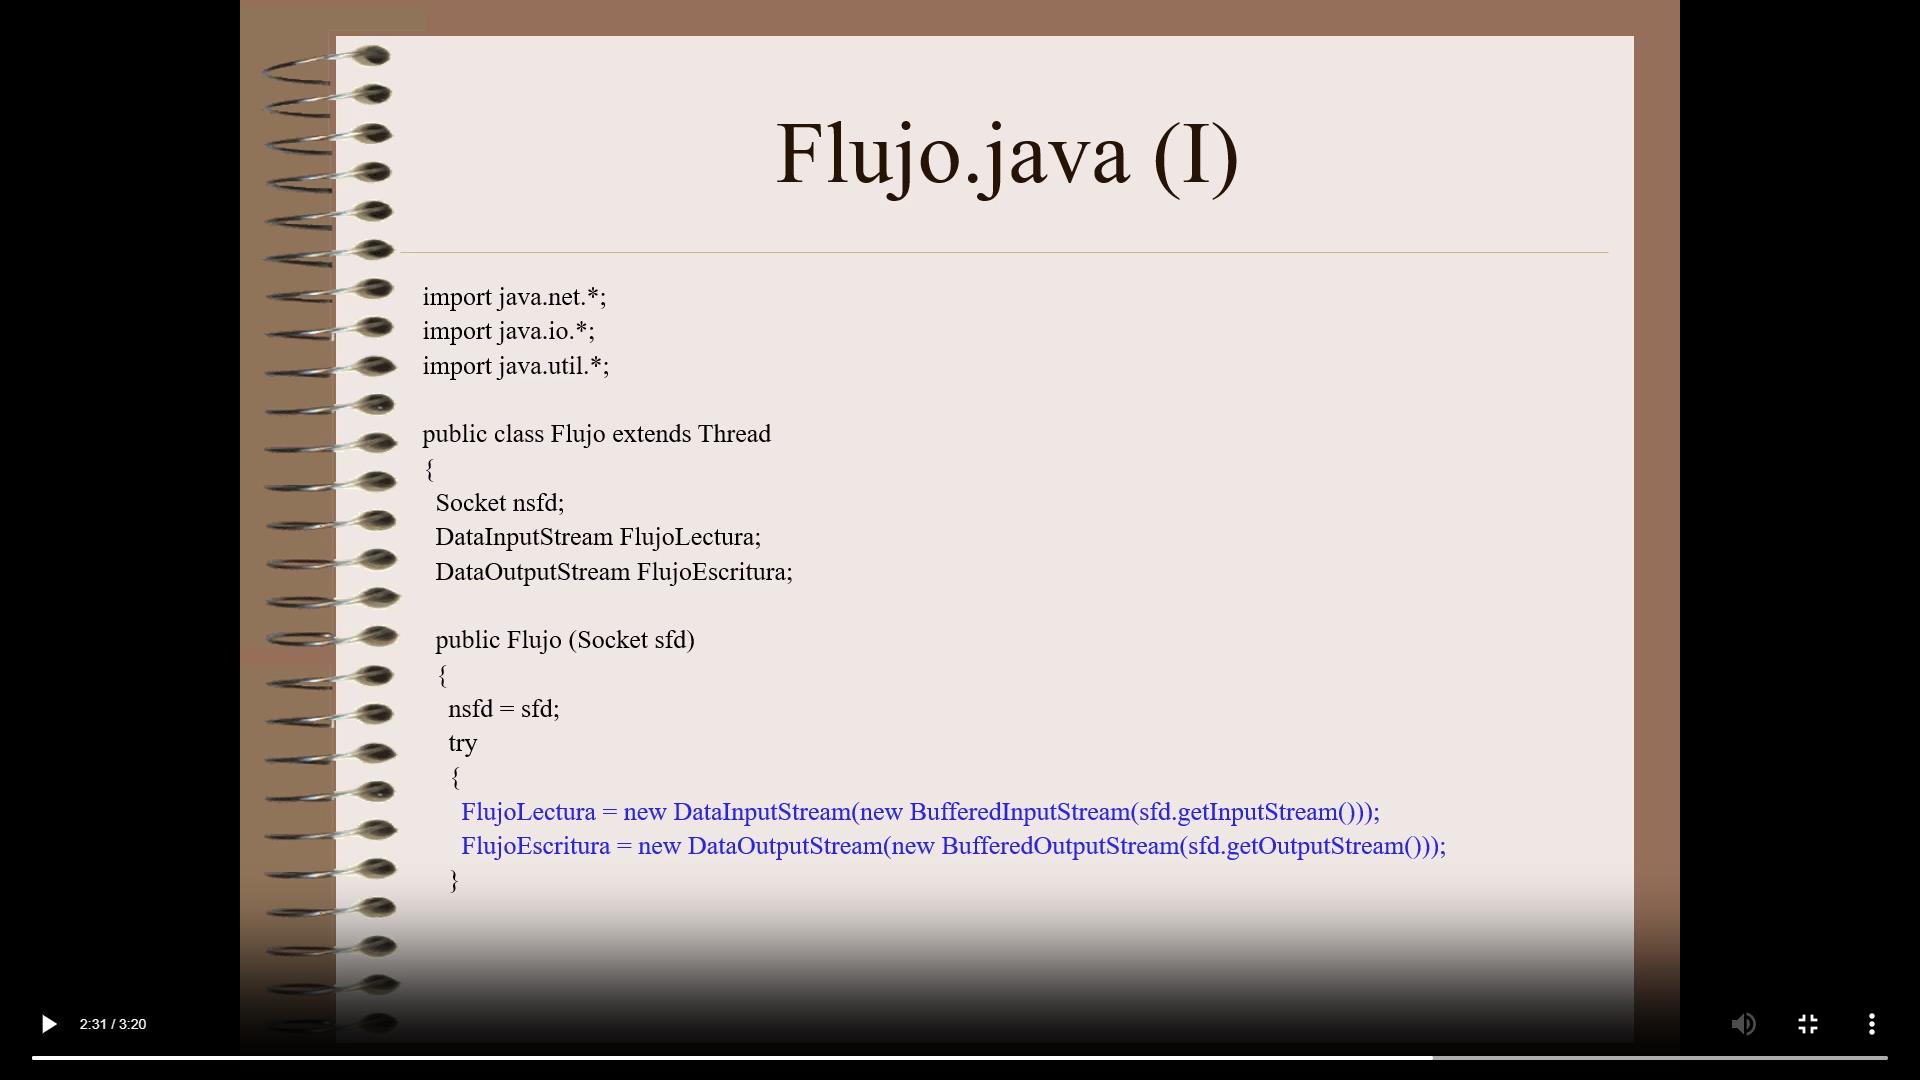 Flujo.java (I)
import java.net.*;
import java.io.*;
import java.util.*;
public class Flujo extends Thread
{
Socket nsfd;
DataInputStream FlujoLectura;
DataOutputStream FlujoEscritura;
public Flujo (Socket sfd)
{
nsfd = sfd;
try
{
FlujoLectura = new DataInputStream(new BufferedInputStream(sfd.getInputStream()));
FlujoEscritura = new DataOutputStream(new BufferedOutputStream(sfd.getOutputStream()));
}
2:31 / 3:20